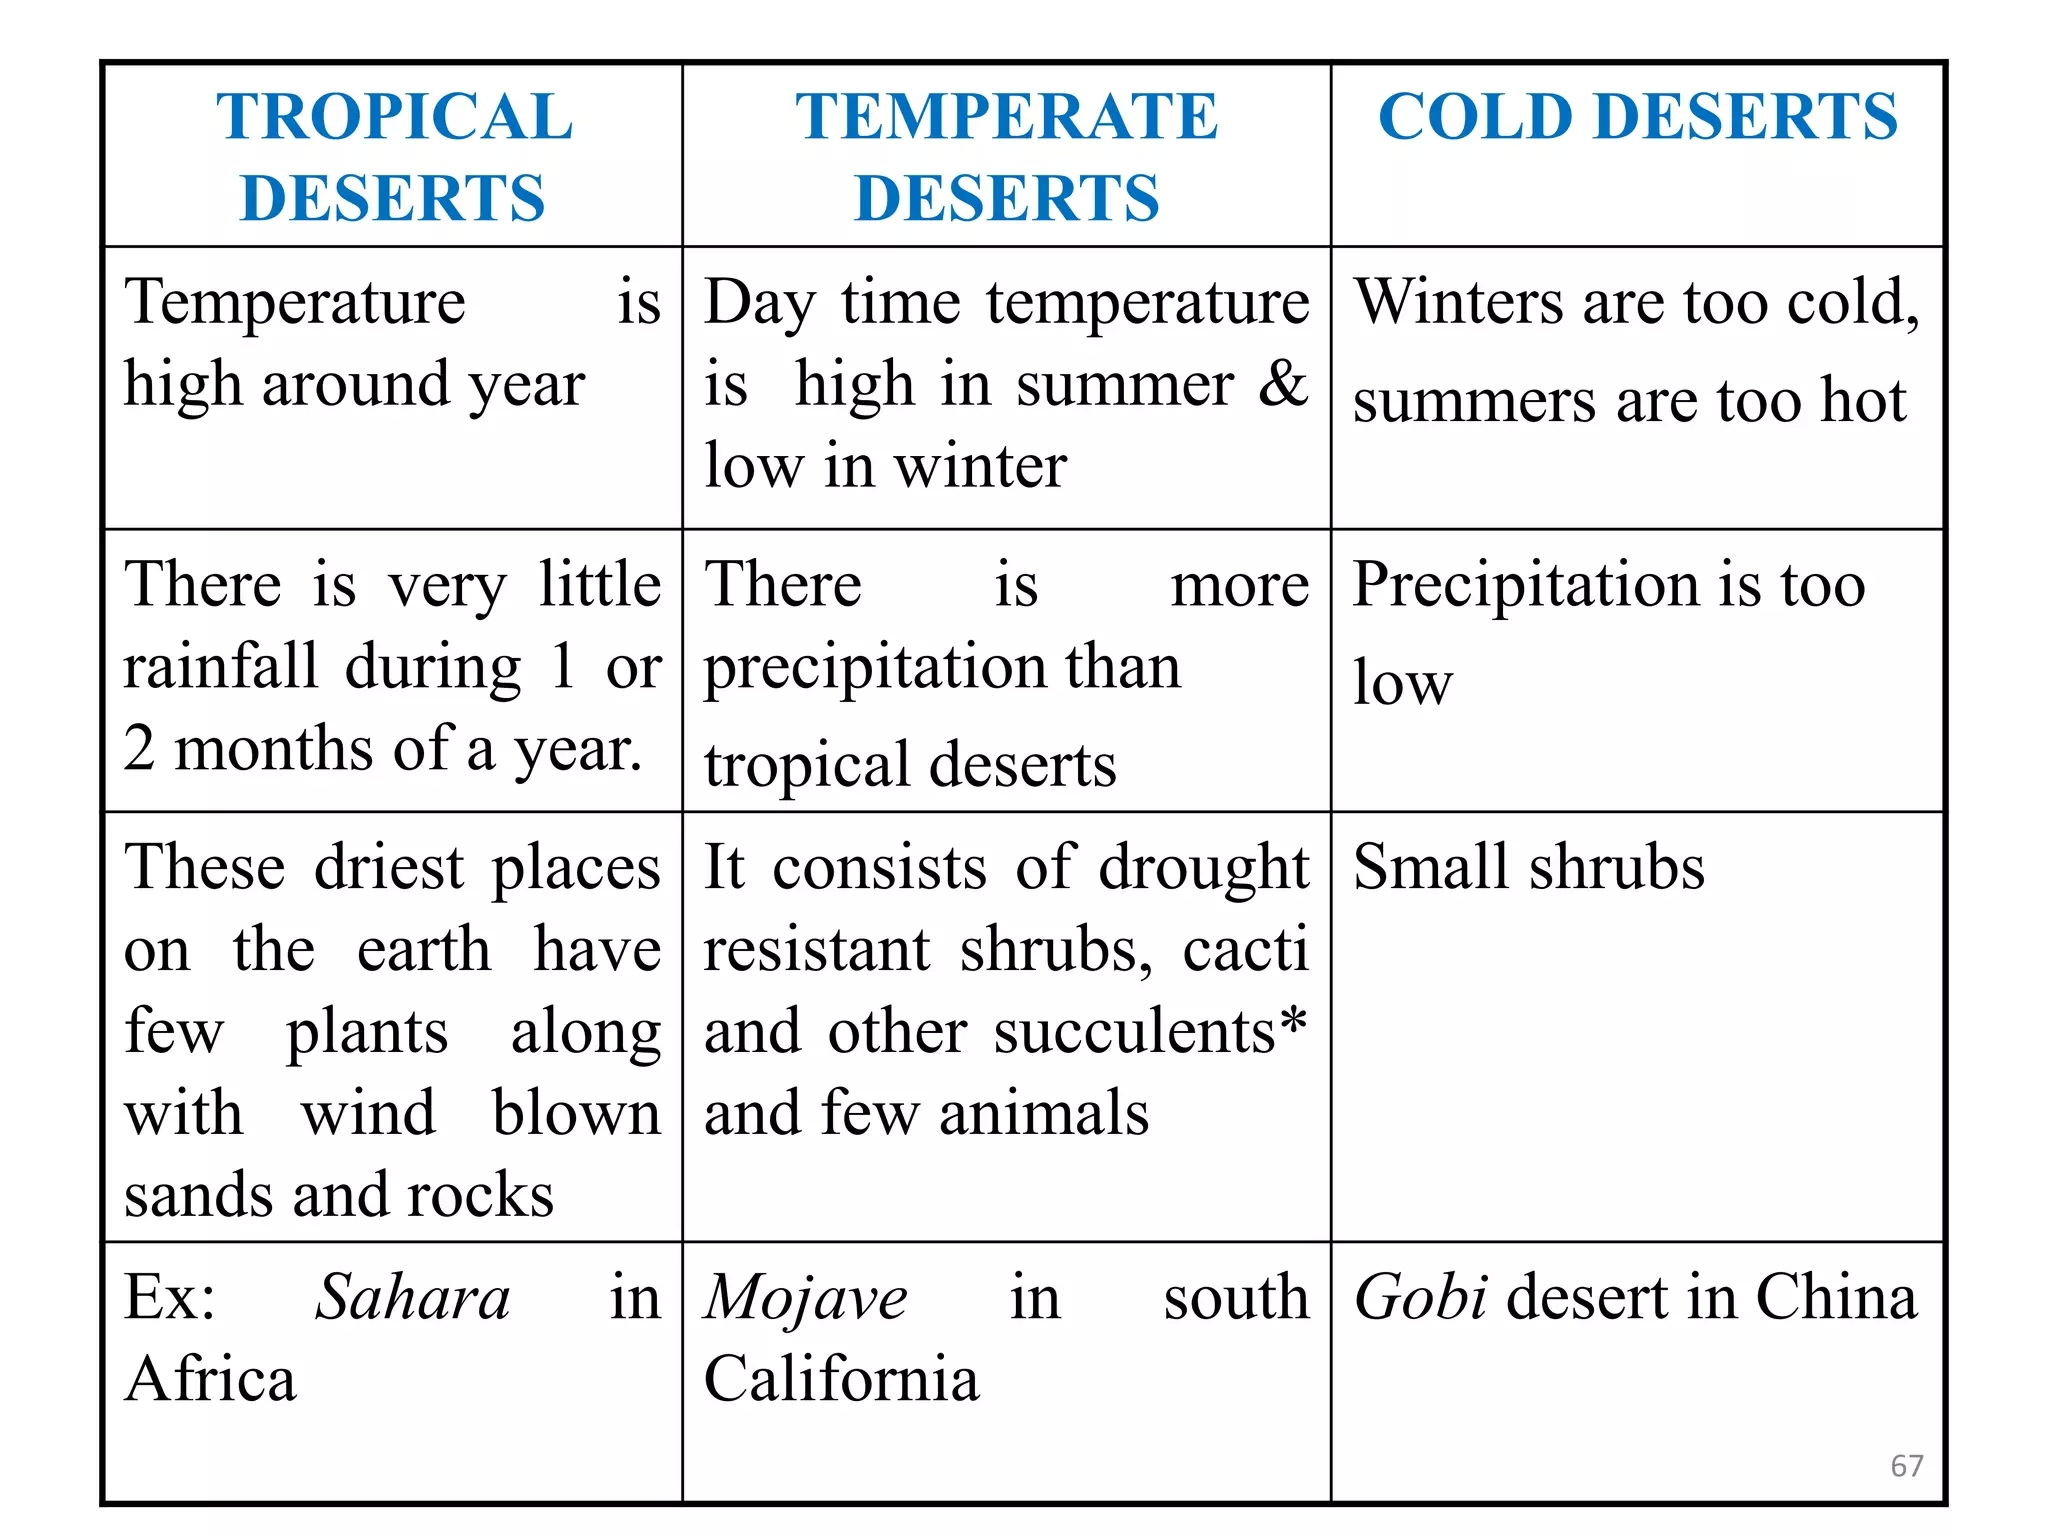 TROPICAL
DESERTS
TEMPERATE
DESERTS
COLD DESERTS
Temperature is
high around year
Day time temperature
is high in summer &
low in winter
Winters are too cold,
summers are too hot
There is very little
rainfall during 1 or
2 months of a year.
There is more
precipitation than
tropical deserts
Precipitation is too
low
These driest places
on the earth have
few plants along
with wind blown
sands and rocks
It consists of drought
resistant shrubs, cacti
and other succulents*
and few animals
Small shrubs
Ex: Sahara in
Africa
Mojave in south
California
Gobi desert in China
67